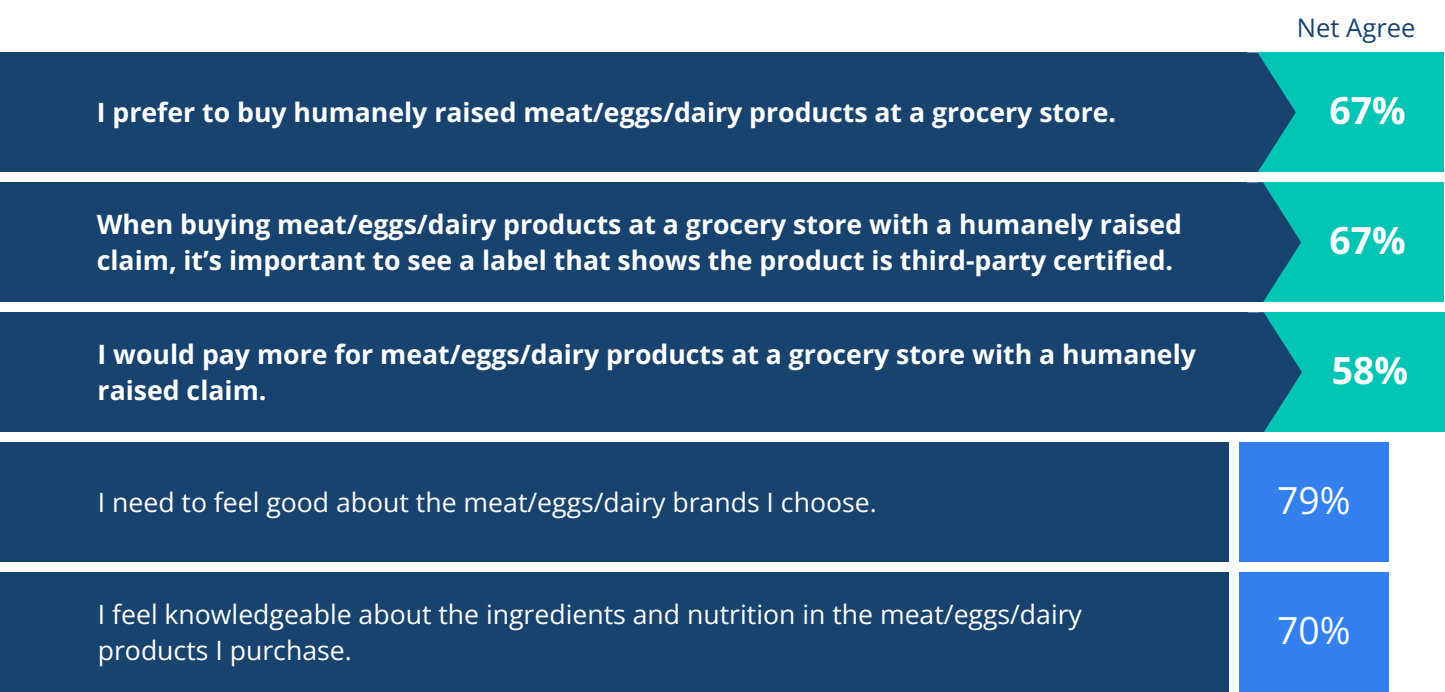 Net Agree
I prefer to buy humanely raised meat/eggs/dairy products at a grocery store.
67%
When buying meat/eggs/dairy products at a grocery store with a humanely raised
claim, it’s important to see a label that shows the product is third-party certified.
67%
I would pay more for meat/eggs/dairy products at a grocery store with a humanely
raised claim.
58%
I need to feel good about the meat/eggs/dairy brands I choose.
79%
I feel knowledgeable about the ingredients and nutrition in the meat/eggs/dairy
products I purchase.
70%